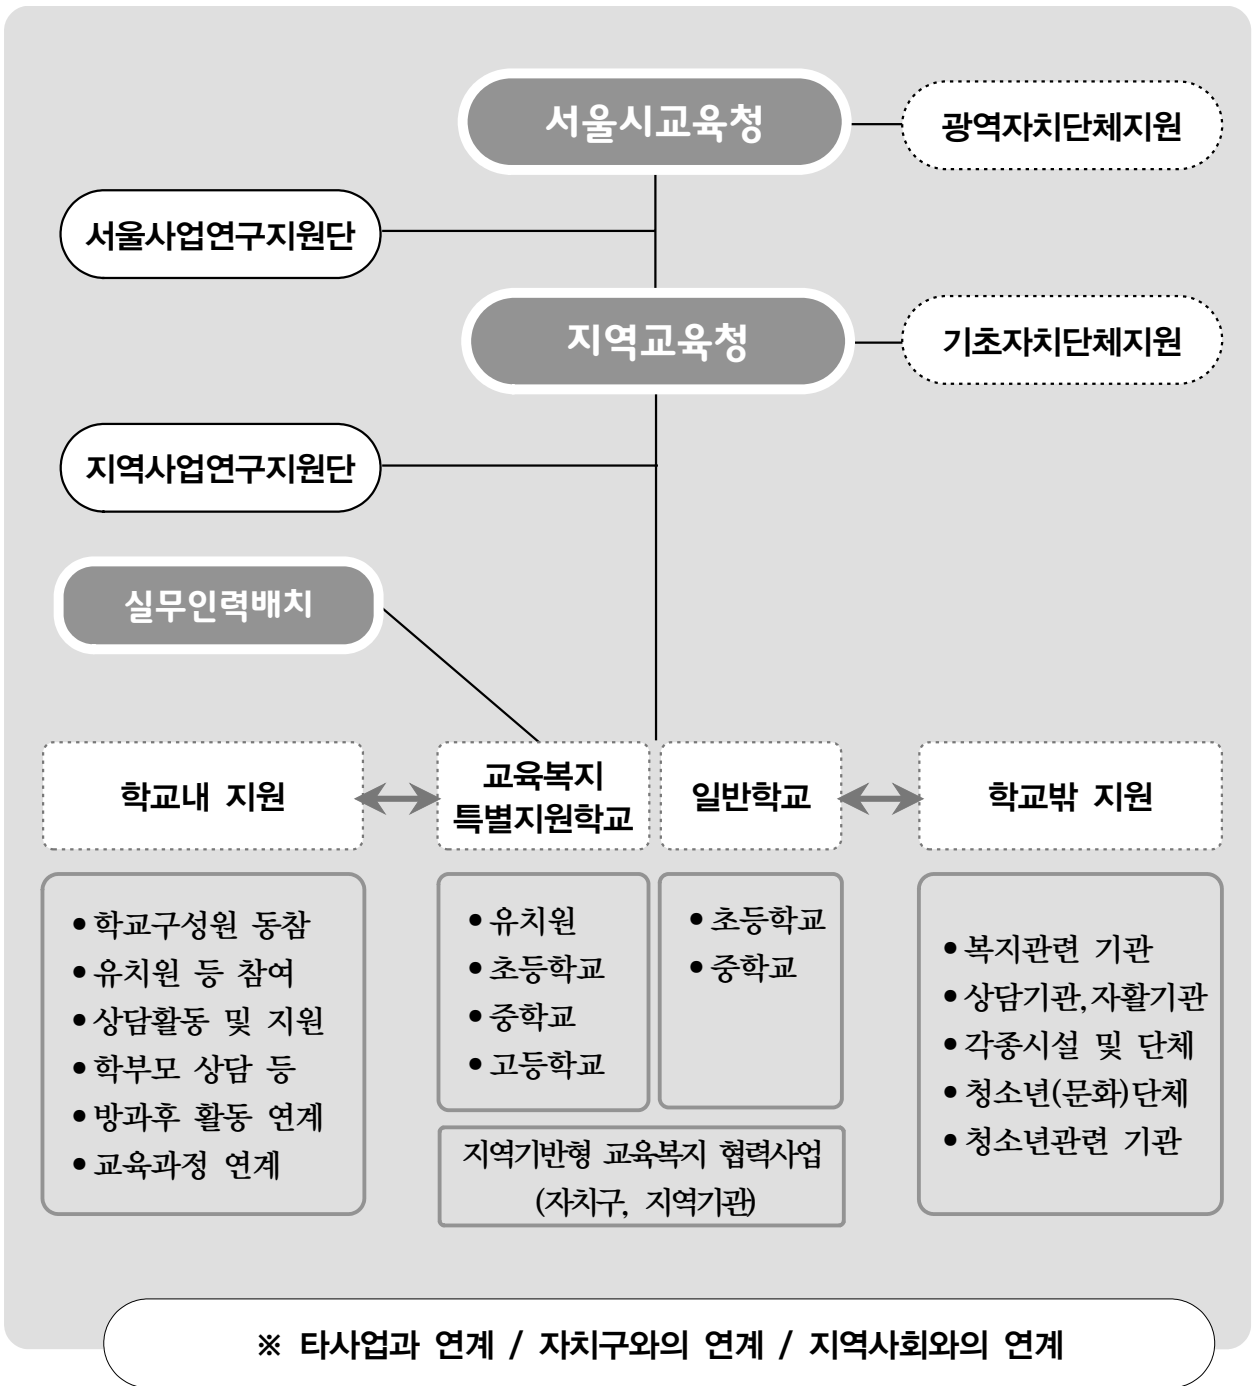 서울시교육청
광역자치단체지원
서울사업연구지원단
지역교육청
기초자치단체지원
지역사업연구지원단
실무인력배치
학교내 지원
교육복지
특별지원학교
일반학교
학교밖 지원
•학교구성원 동참
•유치원 등 참여
•상담활동 및 지원
•학부모 상담 등
•방과후 활동 연계
•교육과정 연계
•유치원
•초등학교
•중학교
•고등학교
•초등학교
•중학교
지역기반형 교육복지 협력사업
(자치구, 지역기관)
•복지관련 기관
•상담기관,자활기관
•각종시설 및 단체
•청소년(문화)단체
•청소년관련 기관
※ 타사업과 연계 / 자치구와의 연계 / 지역사회와의 연계